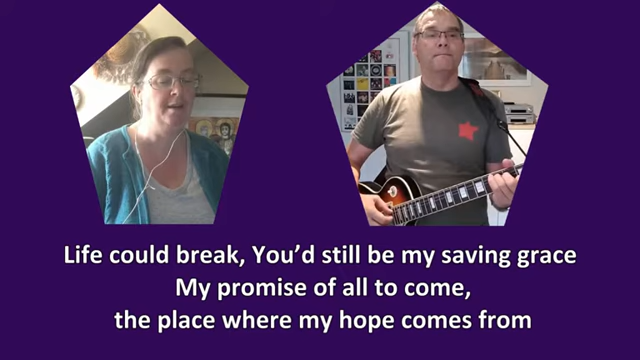 Life could break, You'd still be my saving grace
My promise of all to come,
the place where my hope comes from